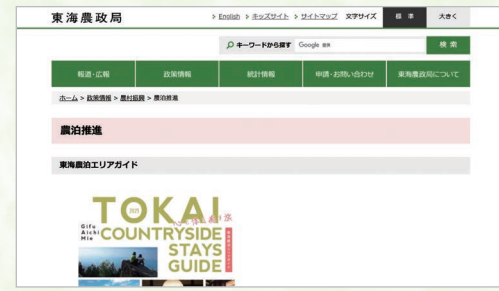 東海農政局
> English > キッズサイト > サイトマップ 文字サイズ 標準 大きく
キーワードから探す Google 提供 検索
報道・広報 政策情報 統計情報 申請・お問い合わせ 東海農政局について
ホーム > 政策情報 > 農村振興 > 農泊推進
農泊推進
東海農泊エリアガイド
2025
TOKAI
Gifu
Aichi
Mie
COUNTRYSIDE
STAYS
GUIDE